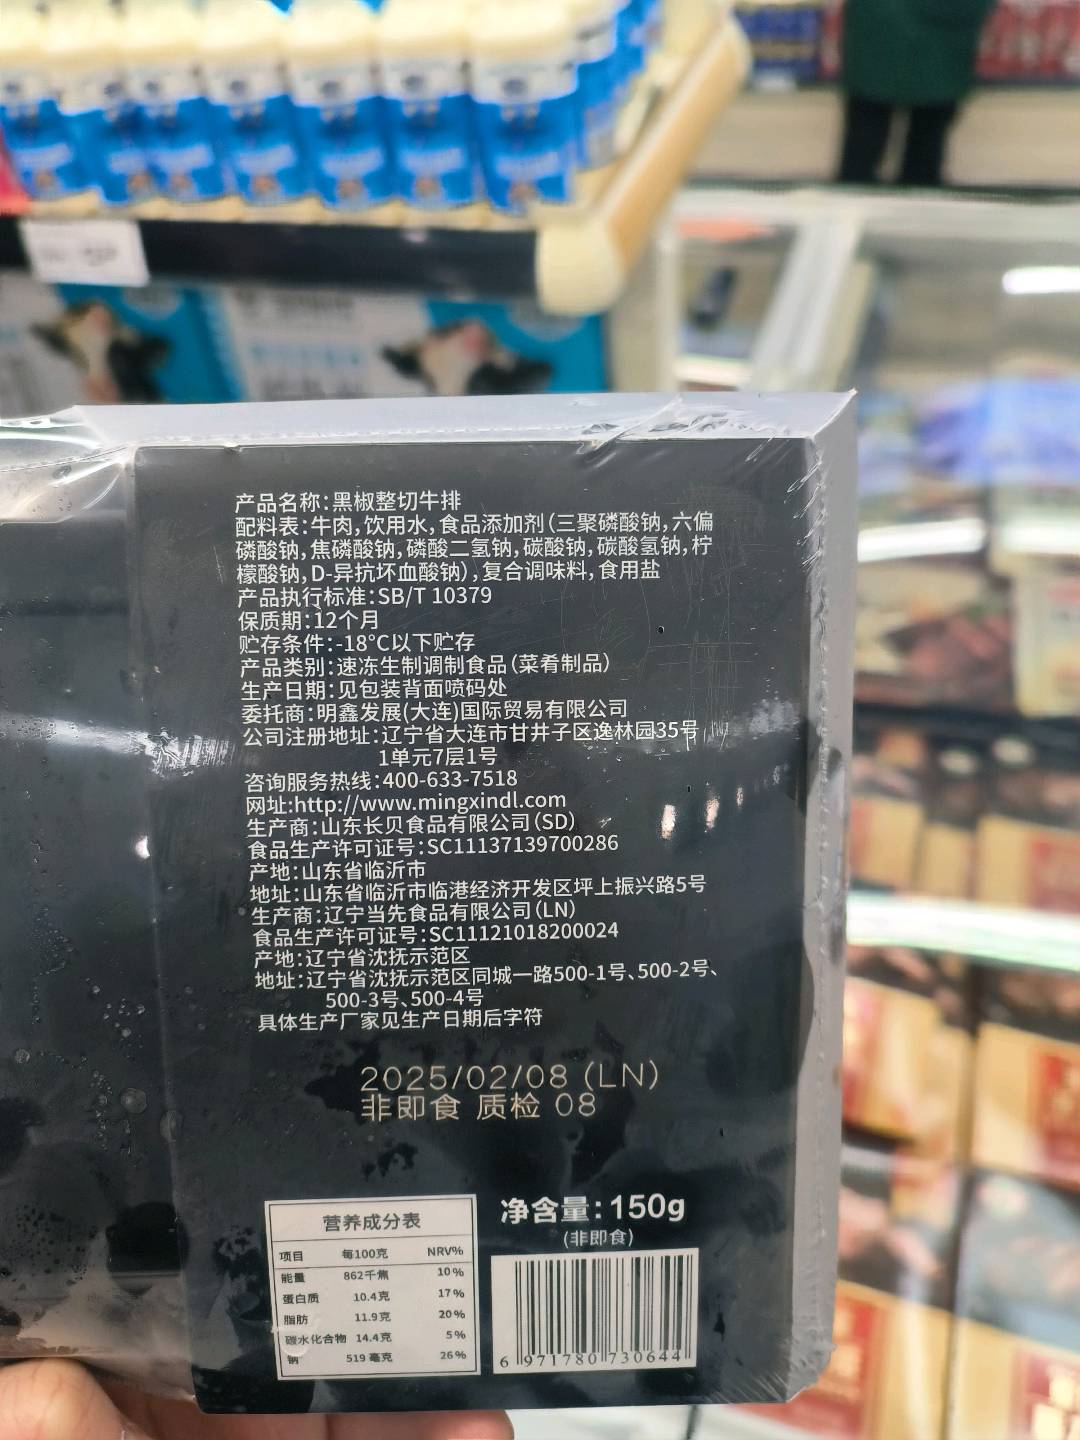 产品名称:黑椒整切牛排
配料表:牛肉,饮用水,食品添加剂(三聚磷酸钠,六偏
磷酸钠,焦磷酸钠,磷酸二氢钠,碳酸钠,碳酸氢钠,柠
檬酸钠,D-异抗坏血酸钠),复合调味料,食用盐
产品执行标准:SB/T 10379
保质期:12个月
贮存条件:-18°C以下贮存
产品类别:速冻生制调制食品(菜肴制品)
生产日期:见包装背面喷码处
委托商:明鑫发展(大连)国际贸易有限公司
公司注册地址:辽宁省大连市甘井子区逸林园35号
1单元7层1号
咨询服务热线:400-633-7518
网址:http://www.mingxindl.com
生产商:山东长贝食品有限公司(SD)
食品生产许可证号:SC11137139700286
产地:山东省临沂市
地址:山东省临沂市临港经济开发区坪上振兴路5号
生产商:辽宁当先食品有限公司(LN)
食品生产许可证号:SC11121018200024
产地:辽宁省沈抚示范区
地址:辽宁省沈抚示范区同城一路500-1号、500-2号、
500-3号、500-4号
具体生产厂家见生产日期后字符
2025/02/08 (LN)
非即食 质检 08
净含量:150g
(非即食)
营养成分表
项目 每100克 NRV%
能量 862千焦 10%
蛋白质 10.4克 17%
脂肪 11.9克 20%
碳水化合物 14.4克 5%
钠 519毫克 26%
6 971780 730644